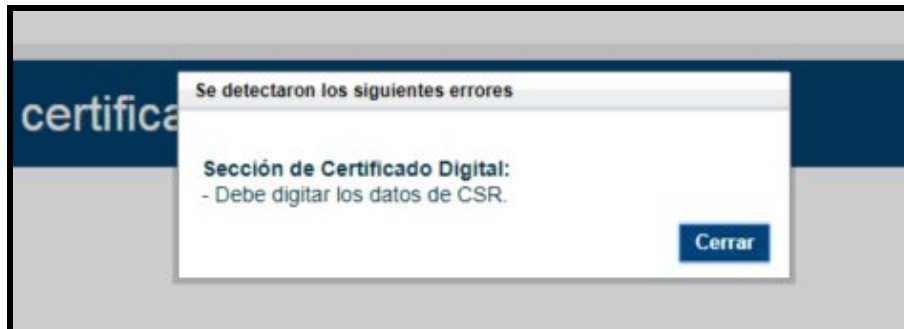 Se detectaron los siguientes errores
certifica
Sección de Certificado Digital:
- Debe digitar los datos de CSR.
Cerrar